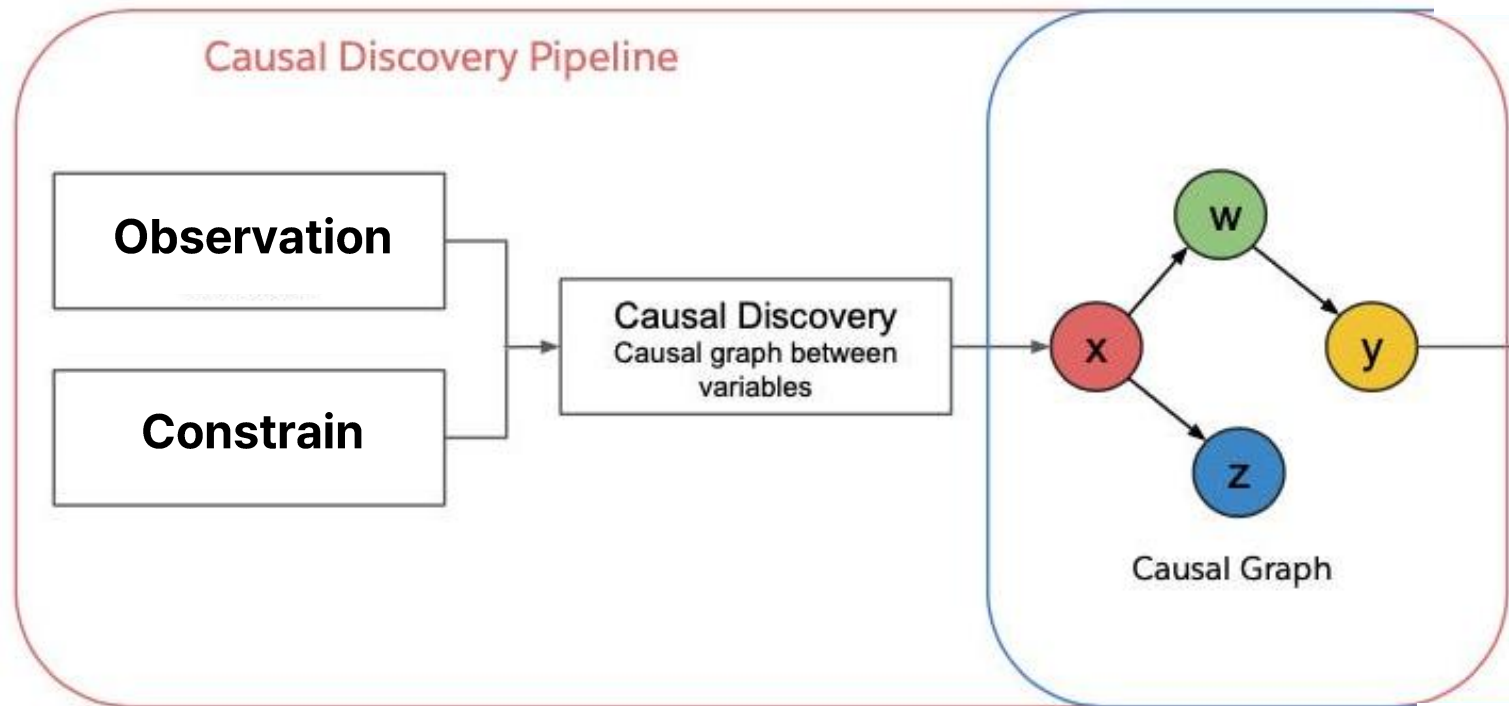 Causal Discovery Pipeline
Observation
Constrain
Causal Discovery
Causal graph between
variables
w
x
y
z
Causal Graph